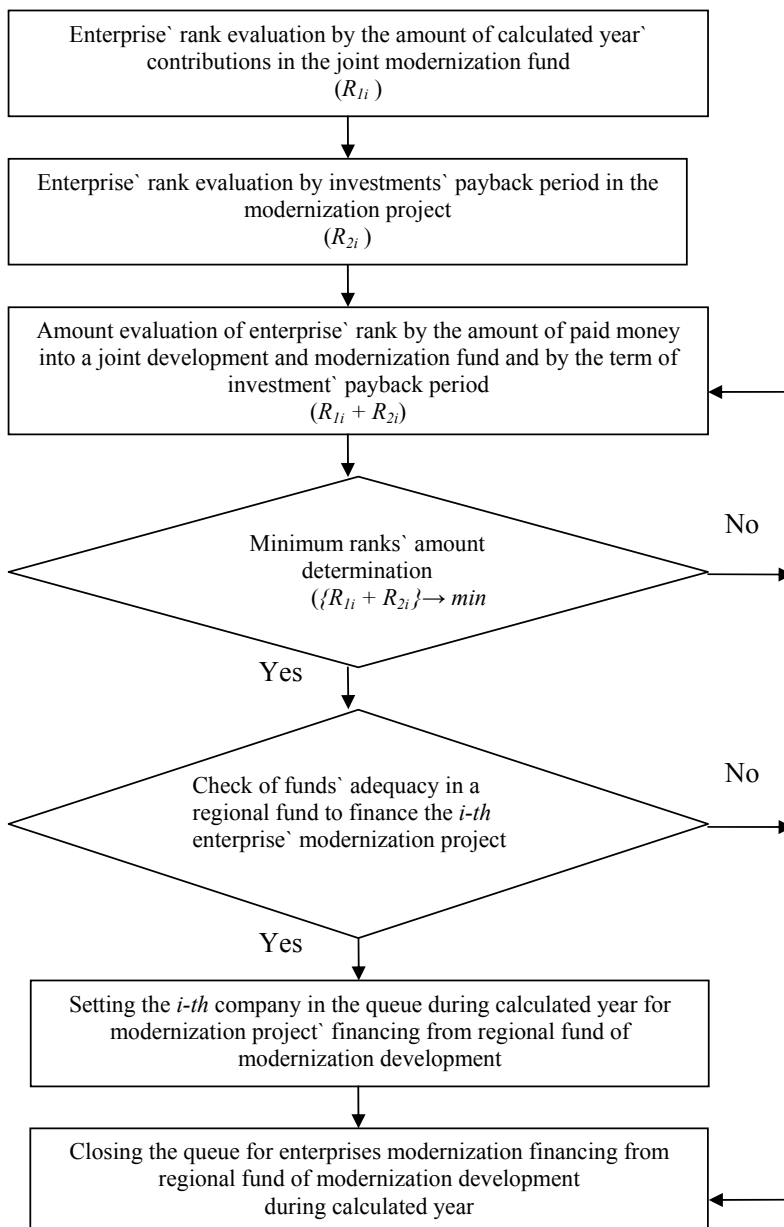 Enterprise` rank evaluation by the amount of calculated year`
contributions in the joint modernization fund
(R1i )
Enterprise` rank evaluation by investments` payback period in the
modernization project
(R2i )
Amount evaluation of enterprise` rank by the amount of paid money
into a joint development and modernization fund and by the term of
investment` payback period
(R1i + R2i)
No
Minimum ranks` amount
determination
({R1i + R2i}→ min
Yes
No
Check of funds` adequacy in a
regional fund to finance the i-th
enterprise` modernization project
Yes
Setting the i-th company in the queue during calculated year for
modernization project` financing from regional fund of
modernization development
Closing the queue for enterprises modernization financing from
regional fund of modernization development
during calculated year